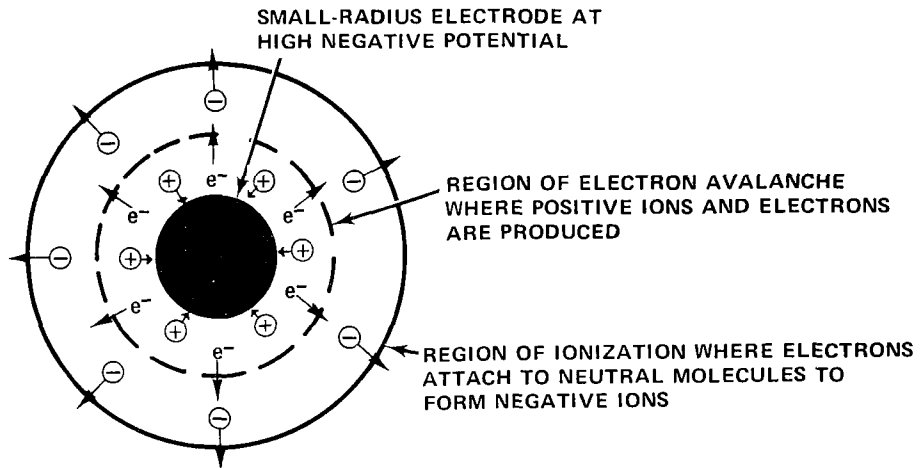 SMALL-RADIUS ELECTRODE AT
HIGH NEGATIVE POTENTIAL
REGION OF ELECTRON AVALANCHE
WHERE POSITIVE IONS AND ELECTRONS
ARE PRODUCED
REGION OF IONIZATION WHERE ELECTRONS
ATTACH TO NEUTRAL MOLECULES TO
FORM NEGATIVE IONS
−
−
−
+
e⁻
+
−
e⁻
e⁻
−
+
+
e⁻
e⁻
+
+
−
e⁻
−
−